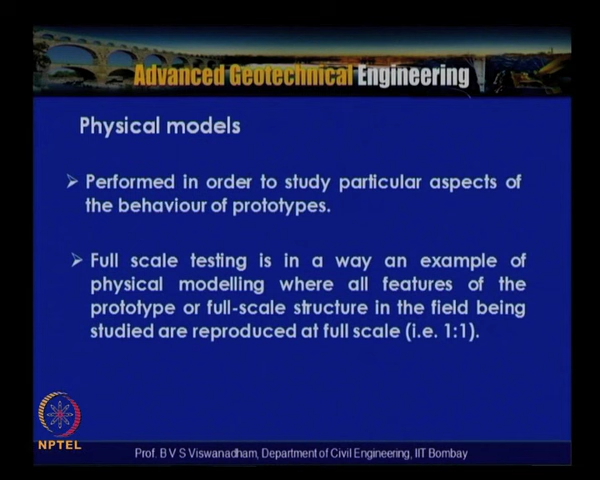 Advanced Geotechnical Engineering
Physical models
➢ Performed in order to study particular aspects of
the behaviour of prototypes.
➢ Full scale testing is in a way an example of
physical modelling where all features of the
prototype or full-scale structure in the field being
studied are reproduced at full scale (i.e. 1:1).
NPTEL
Prof. B V S Viswanadham, Department of Civil Engineering, IIT Bombay